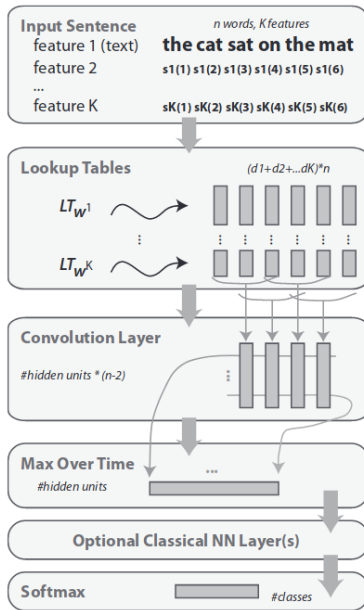 Input Sentence
n words, K features
feature 1 (text) the cat sat on the mat
feature 2 s1(1) s1(2) s1(3) s1(4) s1(5) s1(6)
...
feature K sK(1) sK(2) sK(3) sK(4) sK(5) sK(6)
Lookup Tables
(d1+d2+...dK)*n
LTW1
...
LTWK
Convolution Layer
#hidden units * (n-2)
Max Over Time
#hidden units
...
Optional Classical NN Layer(s)
Softmax
#classes